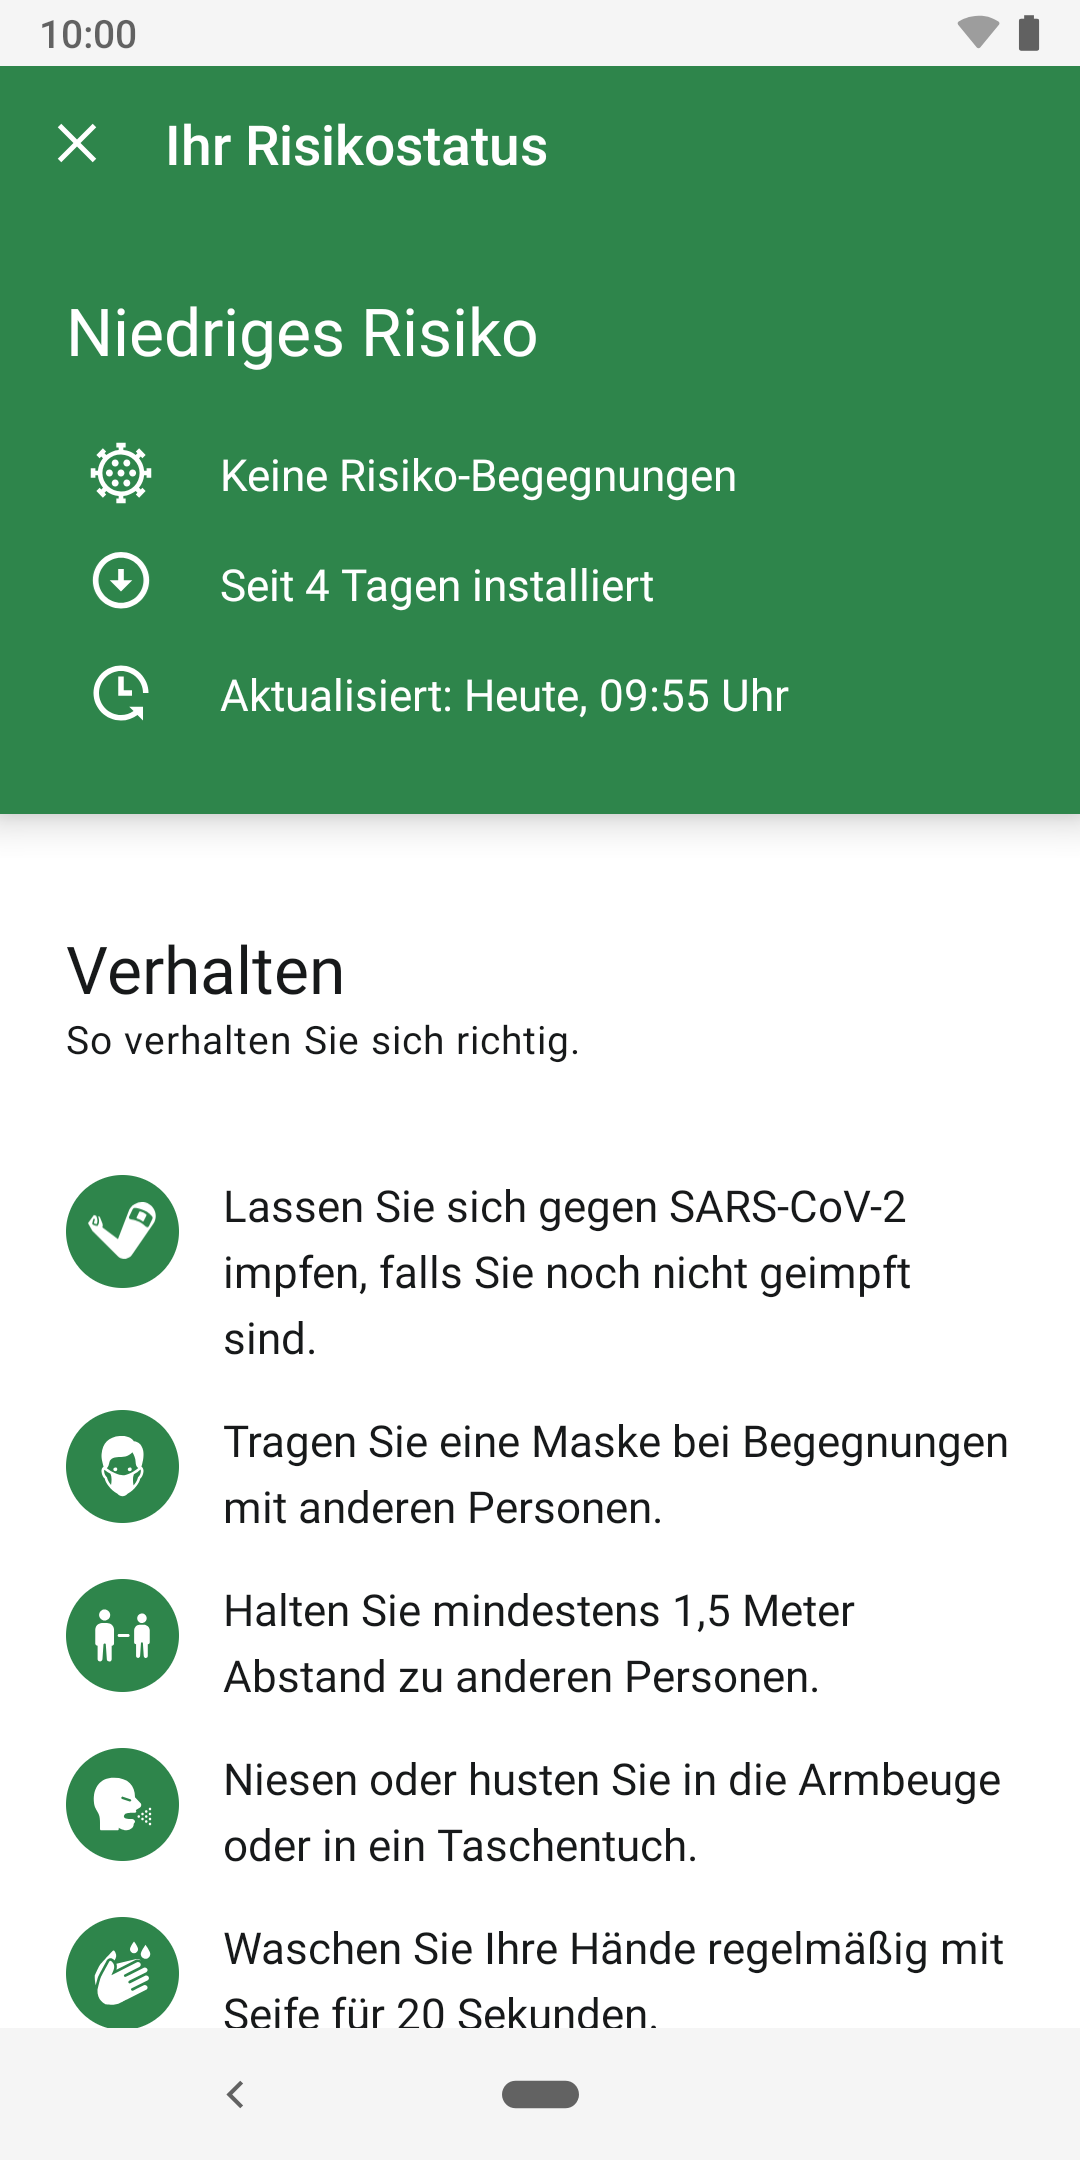 10:00
Ihr Risikostatus
Niedriges Risiko
Keine Risiko-Begegnungen
Seit 4 Tagen installiert
Aktualisiert: Heute, 09:55 Uhr
Verhalten
So verhalten Sie sich richtig.
Lassen Sie sich gegen SARS-CoV-2
impfen, falls Sie noch nicht geimpft
sind.
Tragen Sie eine Maske bei Begegnungen
mit anderen Personen.
Halten Sie mindestens 1,5 Meter
Abstand zu anderen Personen.
Niesen oder husten Sie in die Armbeuge
oder in ein Taschentuch.
Waschen Sie Ihre Hände regelmäßig mit
Seife für 20 Sekunden.